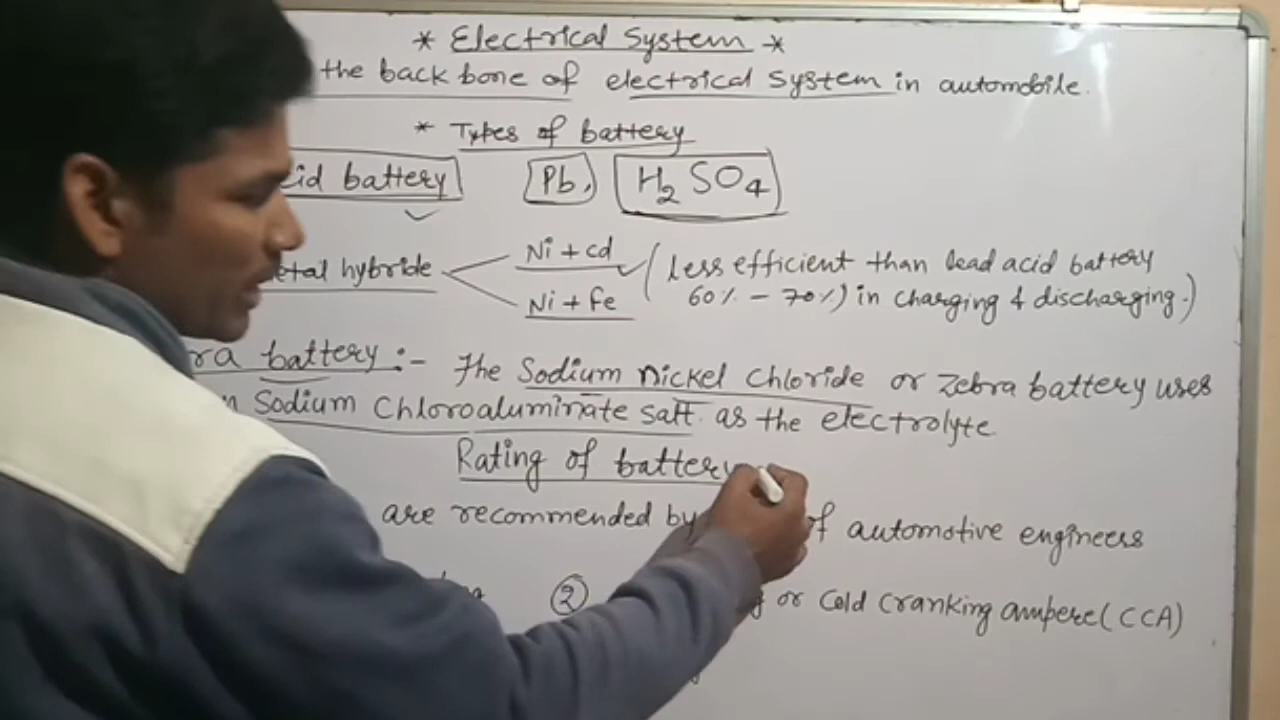 * Electrical System *
the back bone of electrical system in automobile.
* Types of battery
cid battery Pb. H2SO4
etal hybride Ni + cd (less efficient than lead acid battery
Ni + Fe 60% - 70%) in charging & discharging.)
ra battery :- The Sodium nickel chloride or Zebra battery uses
n Sodium Chloroaluminate salt. as the electrolyte
Rating of battery
are recommended by of automotive engineers
② or Cold Cranking ampere (CCA)